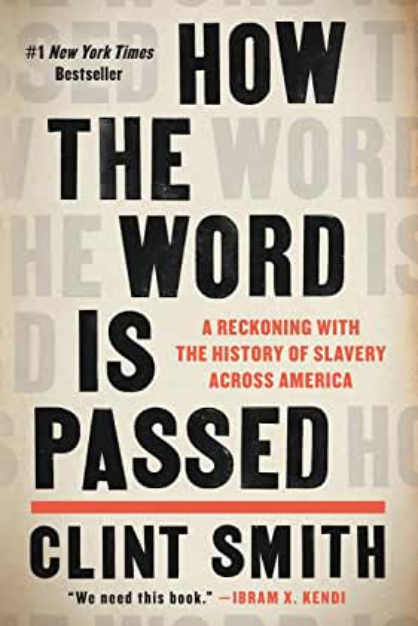 #1 New York Times
Bestseller
HOW
THE
WORD
IS
PASSED
A RECKONING WITH
THE HISTORY OF SLAVERY
ACROSS AMERICA
CLINT SMITH
"We need this book." —IBRAM X. KENDI